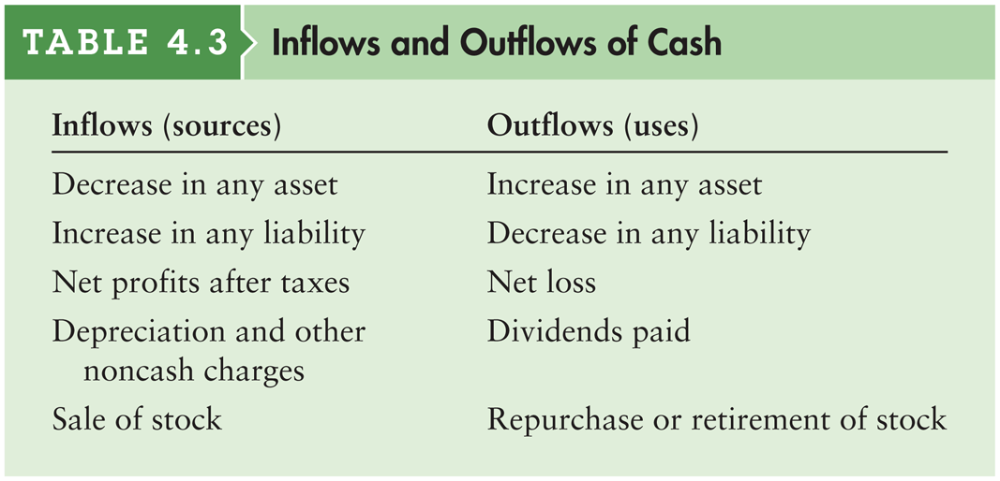 TABLE 4.3 Inflows and Outflows of Cash
Inflows (sources) Outflows (uses)
Decrease in any asset Increase in any asset
Increase in any liability Decrease in any liability
Net profits after taxes Net loss
Depreciation and other Dividends paid
noncash charges
Sale of stock Repurchase or retirement of stock